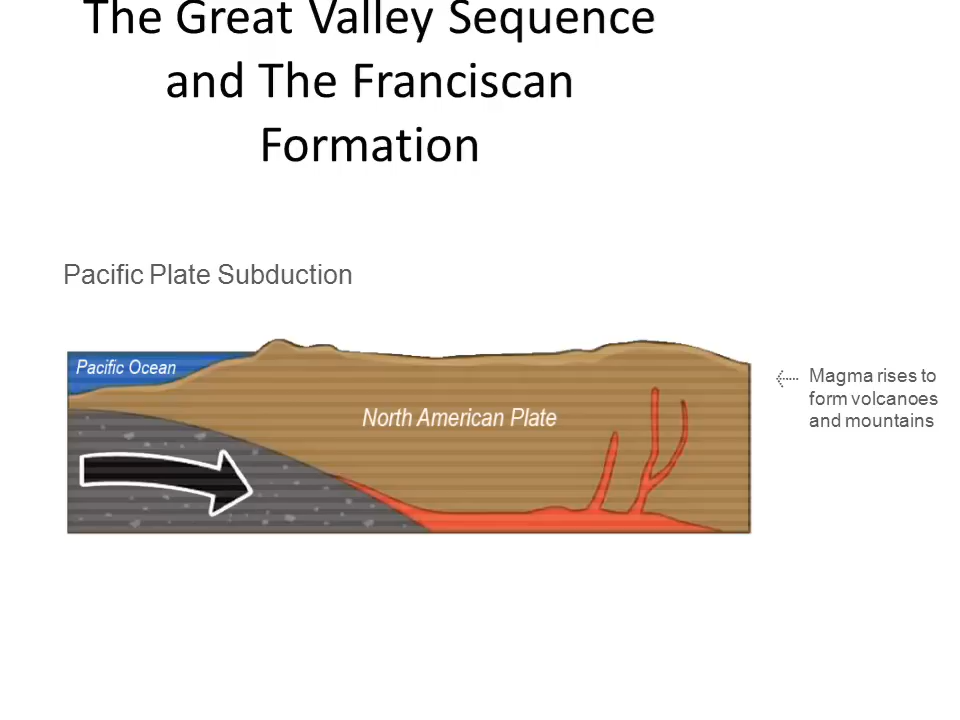 The Great Valley Sequence
and The Franciscan
Formation
Pacific Plate Subduction
Pacific Ocean
North American Plate
Magma rises to
form volcanoes
and mountains